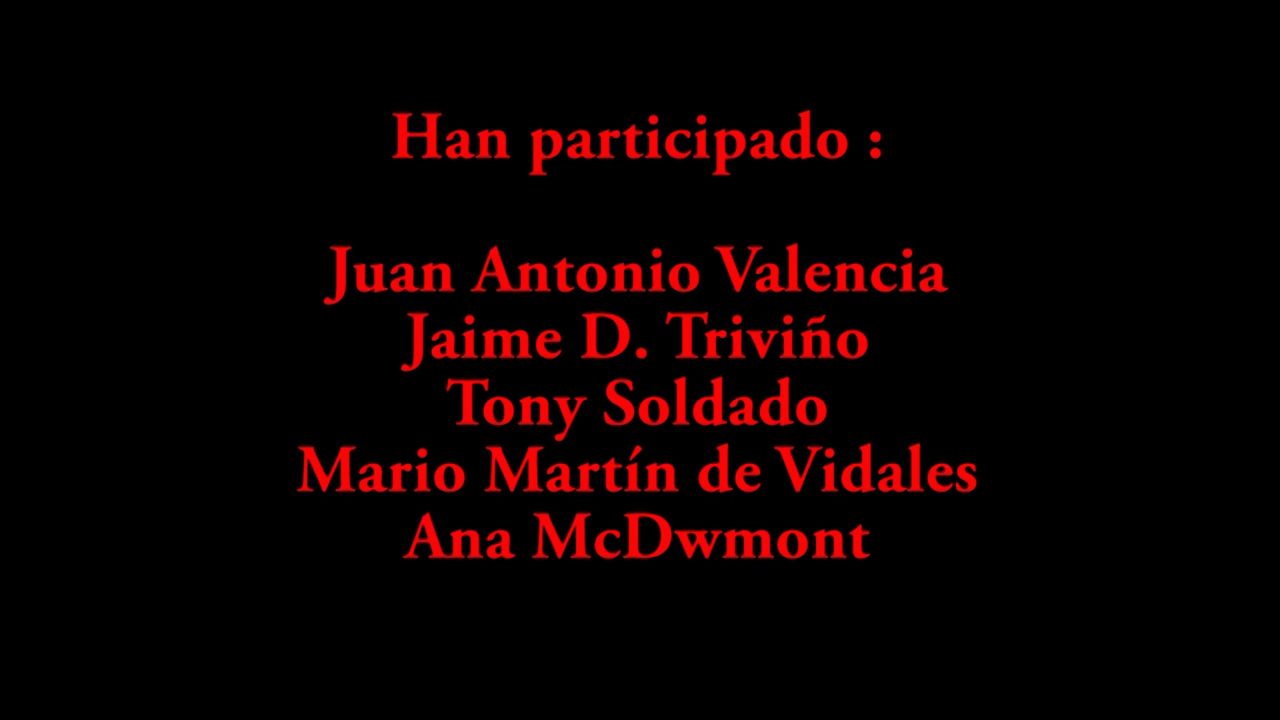 Han participado :
Juan Antonio Valencia
Jaime D. Triviño
Tony Soldado
Mario Martín de Vidales
Ana McDwmont